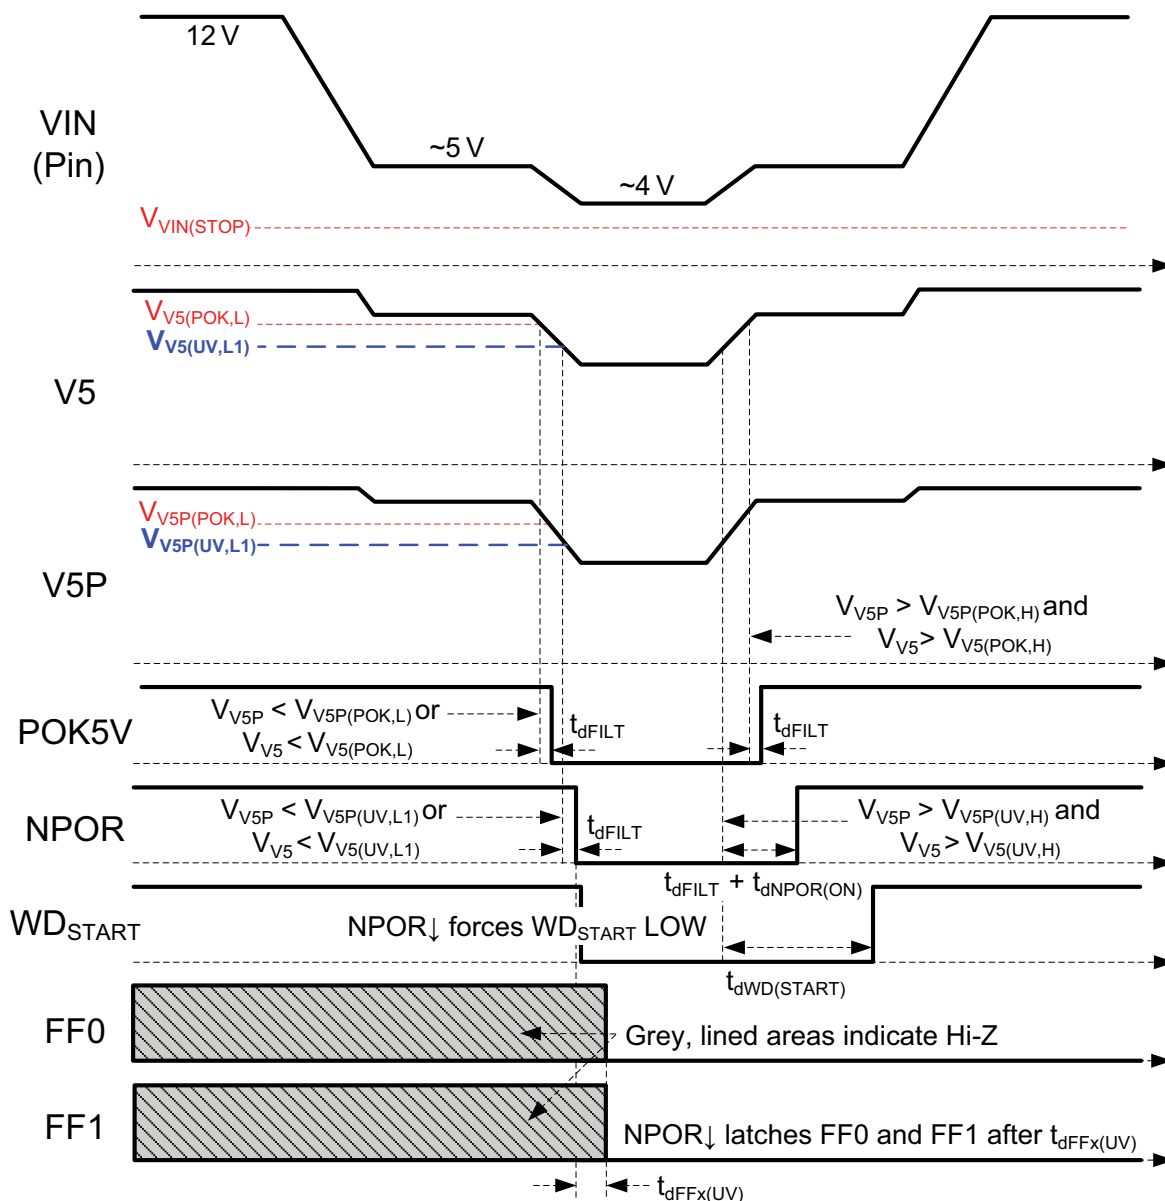 12 V
VIN
(Pin)
~5 V
~4 V
VVIN(STOP)
VV5(POK,L)
VV5(UV,L1)
V5
VV5P(POK,L)
VV5P(UV,L1)
V5P
VV5P > VV5P(POK,H) and
VV5 > VV5(POK,H)
POK5V
VV5P < VV5P(POK,L) or
VV5 < VV5(POK,L)
tdFILT
tdFILT
NPOR
VV5P < VV5P(UV,L1) or
VV5 < VV5(UV,L1)
tdFILT
VV5P > VV5P(UV,H) and
VV5 > VV5(UV,H)
tdFILT + tdNPOR(ON)
WDSTART
NPOR↓ forces WDSTART LOW
tdWD(START)
FF0
Grey, lined areas indicate Hi-Z
FF1
NPOR↓ latches FF0 and FF1 after tdFFx(UV)
tdFFx(UV)